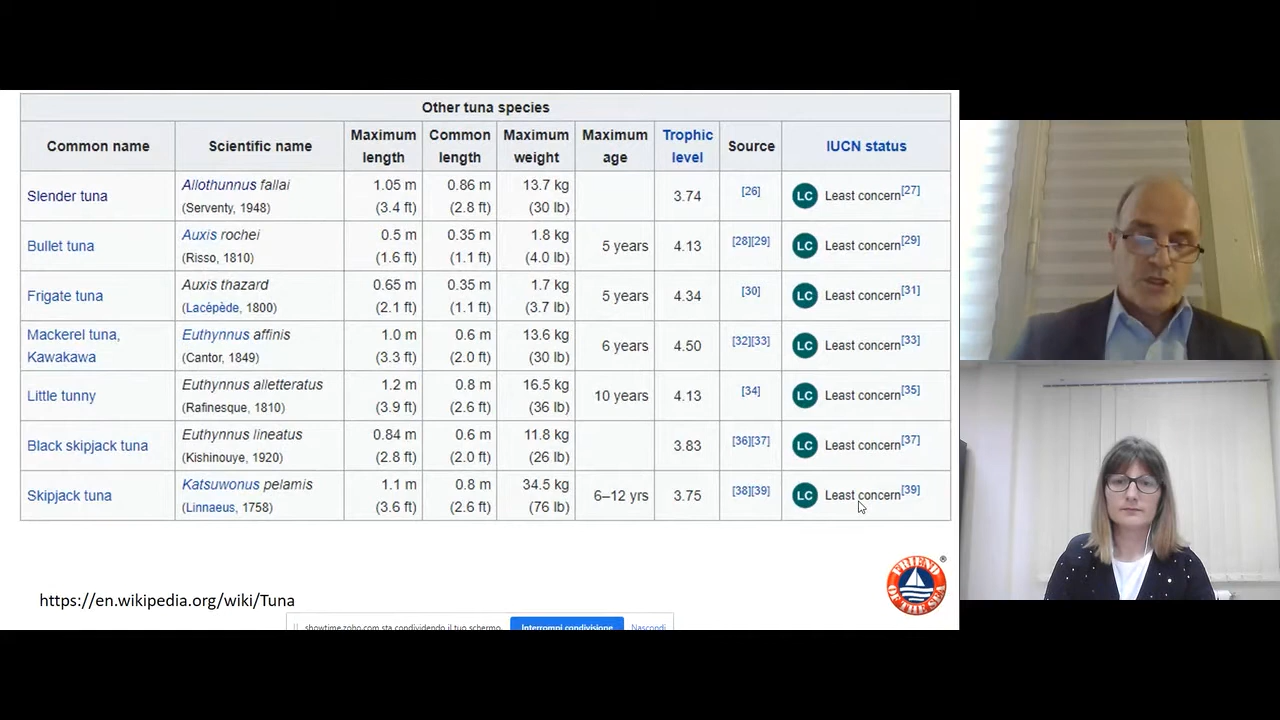 Other tuna species
Common name Scientific name Maximum length Common length Maximum weight Maximum age Trophic level Source IUCN status
Slender tuna Allothunnus fallai (Serventy, 1948) 1.05 m (3.4 ft) 0.86 m (2.8 ft) 13.7 kg (30 lb) 3.74 [26] LC Least concern[27]
Bullet tuna Auxis rochei (Risso, 1810) 0.5 m (1.6 ft) 0.35 m (1.1 ft) 1.8 kg (4.0 lb) 5 years 4.13 [28][29] LC Least concern[29]
Frigate tuna Auxis thazard (Lacépède, 1800) 0.65 m (2.1 ft) 0.35 m (1.1 ft) 1.7 kg (3.7 lb) 5 years 4.34 [30] LC Least concern[31]
Mackerel tuna, Kawakawa Euthynnus affinis (Cantor, 1849) 1.0 m (3.3 ft) 0.6 m (2.0 ft) 13.6 kg (30 lb) 6 years 4.50 [32][33] LC Least concern[33]
Little tunny Euthynnus alletteratus (Rafinesque, 1810) 1.2 m (3.9 ft) 0.8 m (2.6 ft) 16.5 kg (36 lb) 10 years 4.13 [34] LC Least concern[35]
Black skipjack tuna Euthynnus lineatus (Kishinouye, 1920) 0.84 m (2.8 ft) 0.6 m (2.0 ft) 11.8 kg (26 lb) 3.83 [36][37] LC Least concern[37]
Skipjack tuna Katsuwonus pelamis (Linnaeus, 1758) 1.1 m (3.6 ft) 0.8 m (2.6 ft) 34.5 kg (76 lb) 6–12 yrs 3.75 [38][39] LC Least concern[39]
FRIEND OF THE SEA ®
https://en.wikipedia.org/wiki/Tuna
showtime.zoho.com sta condividendo il tuo schermo. Interrompi condivisione Nascondi